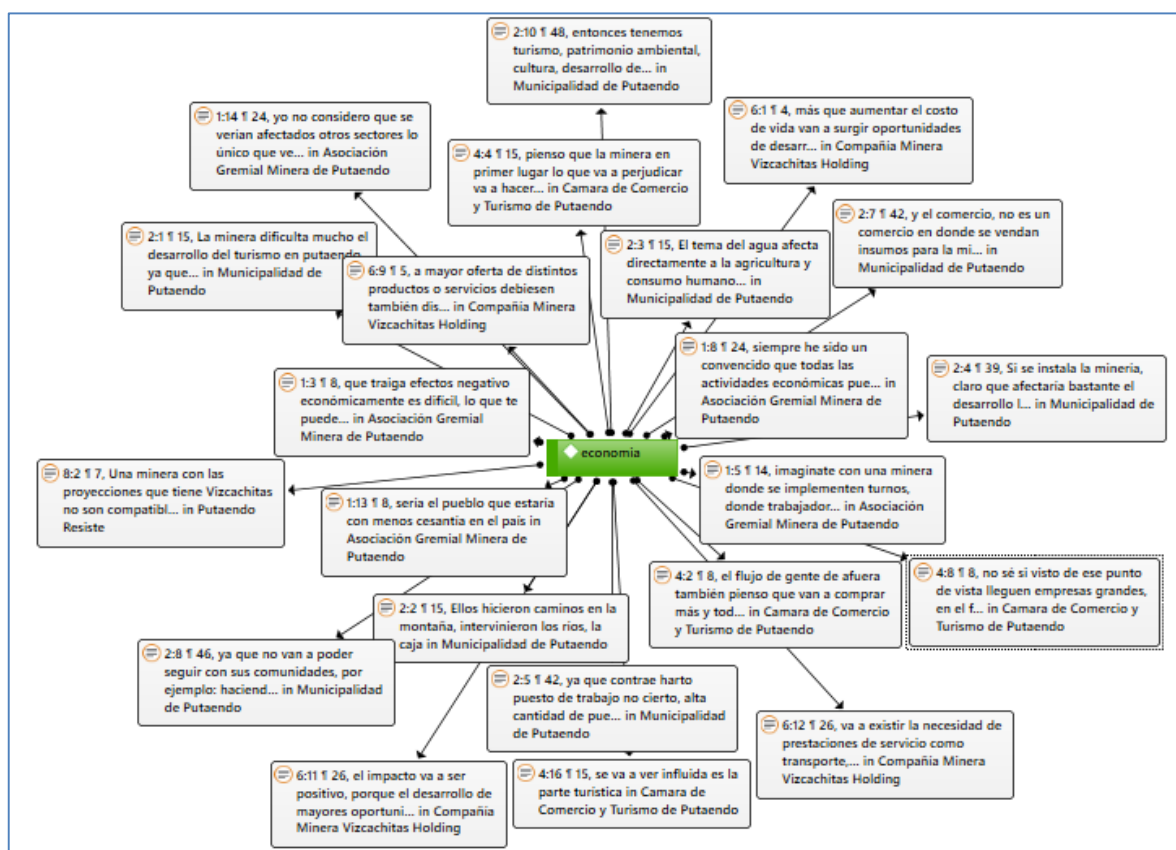 2:10 ¶ 48, entonces tenemos
turismo, patrimonio ambiental,
cultura, desarrollo de... in
Municipalidad de Putaendo
1:14 ¶ 24, yo no considero que se
verían afectados otros sectores lo
único que ve... in Asociación
Gremial Minera de Putaendo
6:1 ¶ 4, más que aumentar el costo
de vida van a surgir oportunidades
de desarr... in Compañía Minera
Vizcachitas Holding
4:4 ¶ 15, pienso que la minera en
primer lugar lo que va a perjudicar
va a hacer... in Camara de Comercio
y Turismo de Putaendo
2:7 ¶ 42, y el comercio, no es un
comercio en donde se vendan
insumos para la mi... in
Municipalidad de Putaendo
2:1 ¶ 15, La minera dificulta mucho el
desarrollo del turismo en putaendo
ya que... in Municipalidad de
Putaendo
2:3 ¶ 15, El tema del agua afecta
directamente a la agricultura y
consumo humano... in
Municipalidad de Putaendo
6:9 ¶ 5, a mayor oferta de distintos
productos o servicios debiesen
también dis... in Compañía Minera
Vizcachitas Holding
1:8 ¶ 24, siempre he sido un
convencido que todas las
actividades económicas pue... in
Asociación Gremial Minera de
Putaendo
2:4 ¶ 39, Si se instala la minería,
claro que afectaría bastante el
desarrollo l... in Municipalidad de
Putaendo
1:3 ¶ 8, que traiga efectos negativo
económicamente es difícil, lo que te
puede... in Asociación Gremial
Minera de Putaendo
economia
8:2 ¶ 7, Una minera con las
proyecciones que tiene Vizcachitas
no son compatibl... in Putaendo
Resiste
1:5 ¶ 14, imagínate con una minera
donde se implementen turnos,
donde trabajador... in Asociación
Gremial Minera de Putaendo
1:13 ¶ 8, sería el pueblo que estaría
con menos cesantía en el país in
Asociación Gremial Minera de
Putaendo
4:2 ¶ 8, el flujo de gente de afuera
también pienso que van a comprar
más y tod... in Camara de Comercio
y Turismo de Putaendo
4:8 ¶ 8, no sé si visto de ese punto
de vista lleguen empresas grandes,
en el f... in Camara de Comercio y
Turismo de Putaendo
2:2 ¶ 15, Ellos hicieron caminos en la
montaña, intervinieron los ríos, la
caja in Municipalidad de Putaendo
2:8 ¶ 46, ya que no van a poder
seguir con sus comunidades, por
ejemplo: haciend... in Municipalidad
de Putaendo
2:5 ¶ 42, ya que contrae harto
puesto de trabajo no cierto, alta
cantidad de pue... in Municipalidad
de Putaendo
6:12 ¶ 26, va a existir la necesidad de
prestaciones de servicio como
transporte,... in Compañía Minera
Vizcachitas Holding
6:11 ¶ 26, el impacto va a ser
positivo, porque el desarrollo de
mayores oportuni... in Compañía
Minera Vizcachitas Holding
4:16 ¶ 15, se va a ver influida es la
parte turística in Camara de
Comercio y Turismo de Putaendo